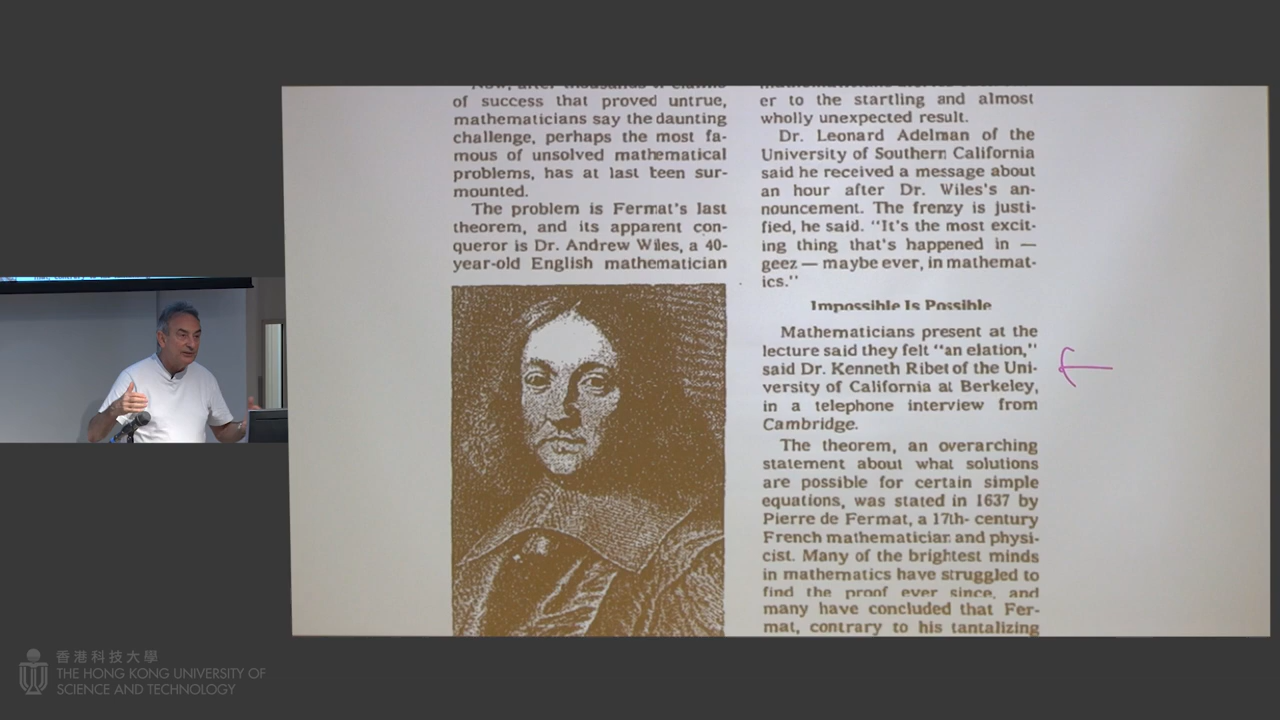 Now, after thousands of claims
of success that proved untrue,
mathematicians say the daunting
challenge, perhaps the most fa-
mous of unsolved mathematical
problems, has at last been sur-
mounted.
The problem is Fermat's last
theorem, and its apparent con-
queror is Dr. Andrew Wiles, a 40-
year-old English mathematician
er to the startling and almost
wholly unexpected result.
Dr. Leonard Adelman of the
University of Southern California
said he received a message about
an hour after Dr. Wiles's an-
nouncement. The frenzy is justi-
fied, he said. "It's the most excit-
ing thing that's happened in —
geez — maybe ever, in mathemat-
ics."
Impossible Is Possible
Mathematicians present at the
lecture said they felt "an elation,"
said Dr. Kenneth Ribet of the Uni-
versity of California at Berkeley,
in a telephone interview from
Cambridge.
The theorem, an overarching
statement about what solutions
are possible for certain simple
equations, was stated in 1637 by
Pierre de Fermat, a 17th- century
French mathematician and physi-
cist. Many of the brightest minds
in mathematics have struggled to
find the proof ever since, and
many have concluded that Fer-
mat, contrary to his tantalizing
香港科技大學
THE HONG KONG UNIVERSITY OF
SCIENCE AND TECHNOLOGY